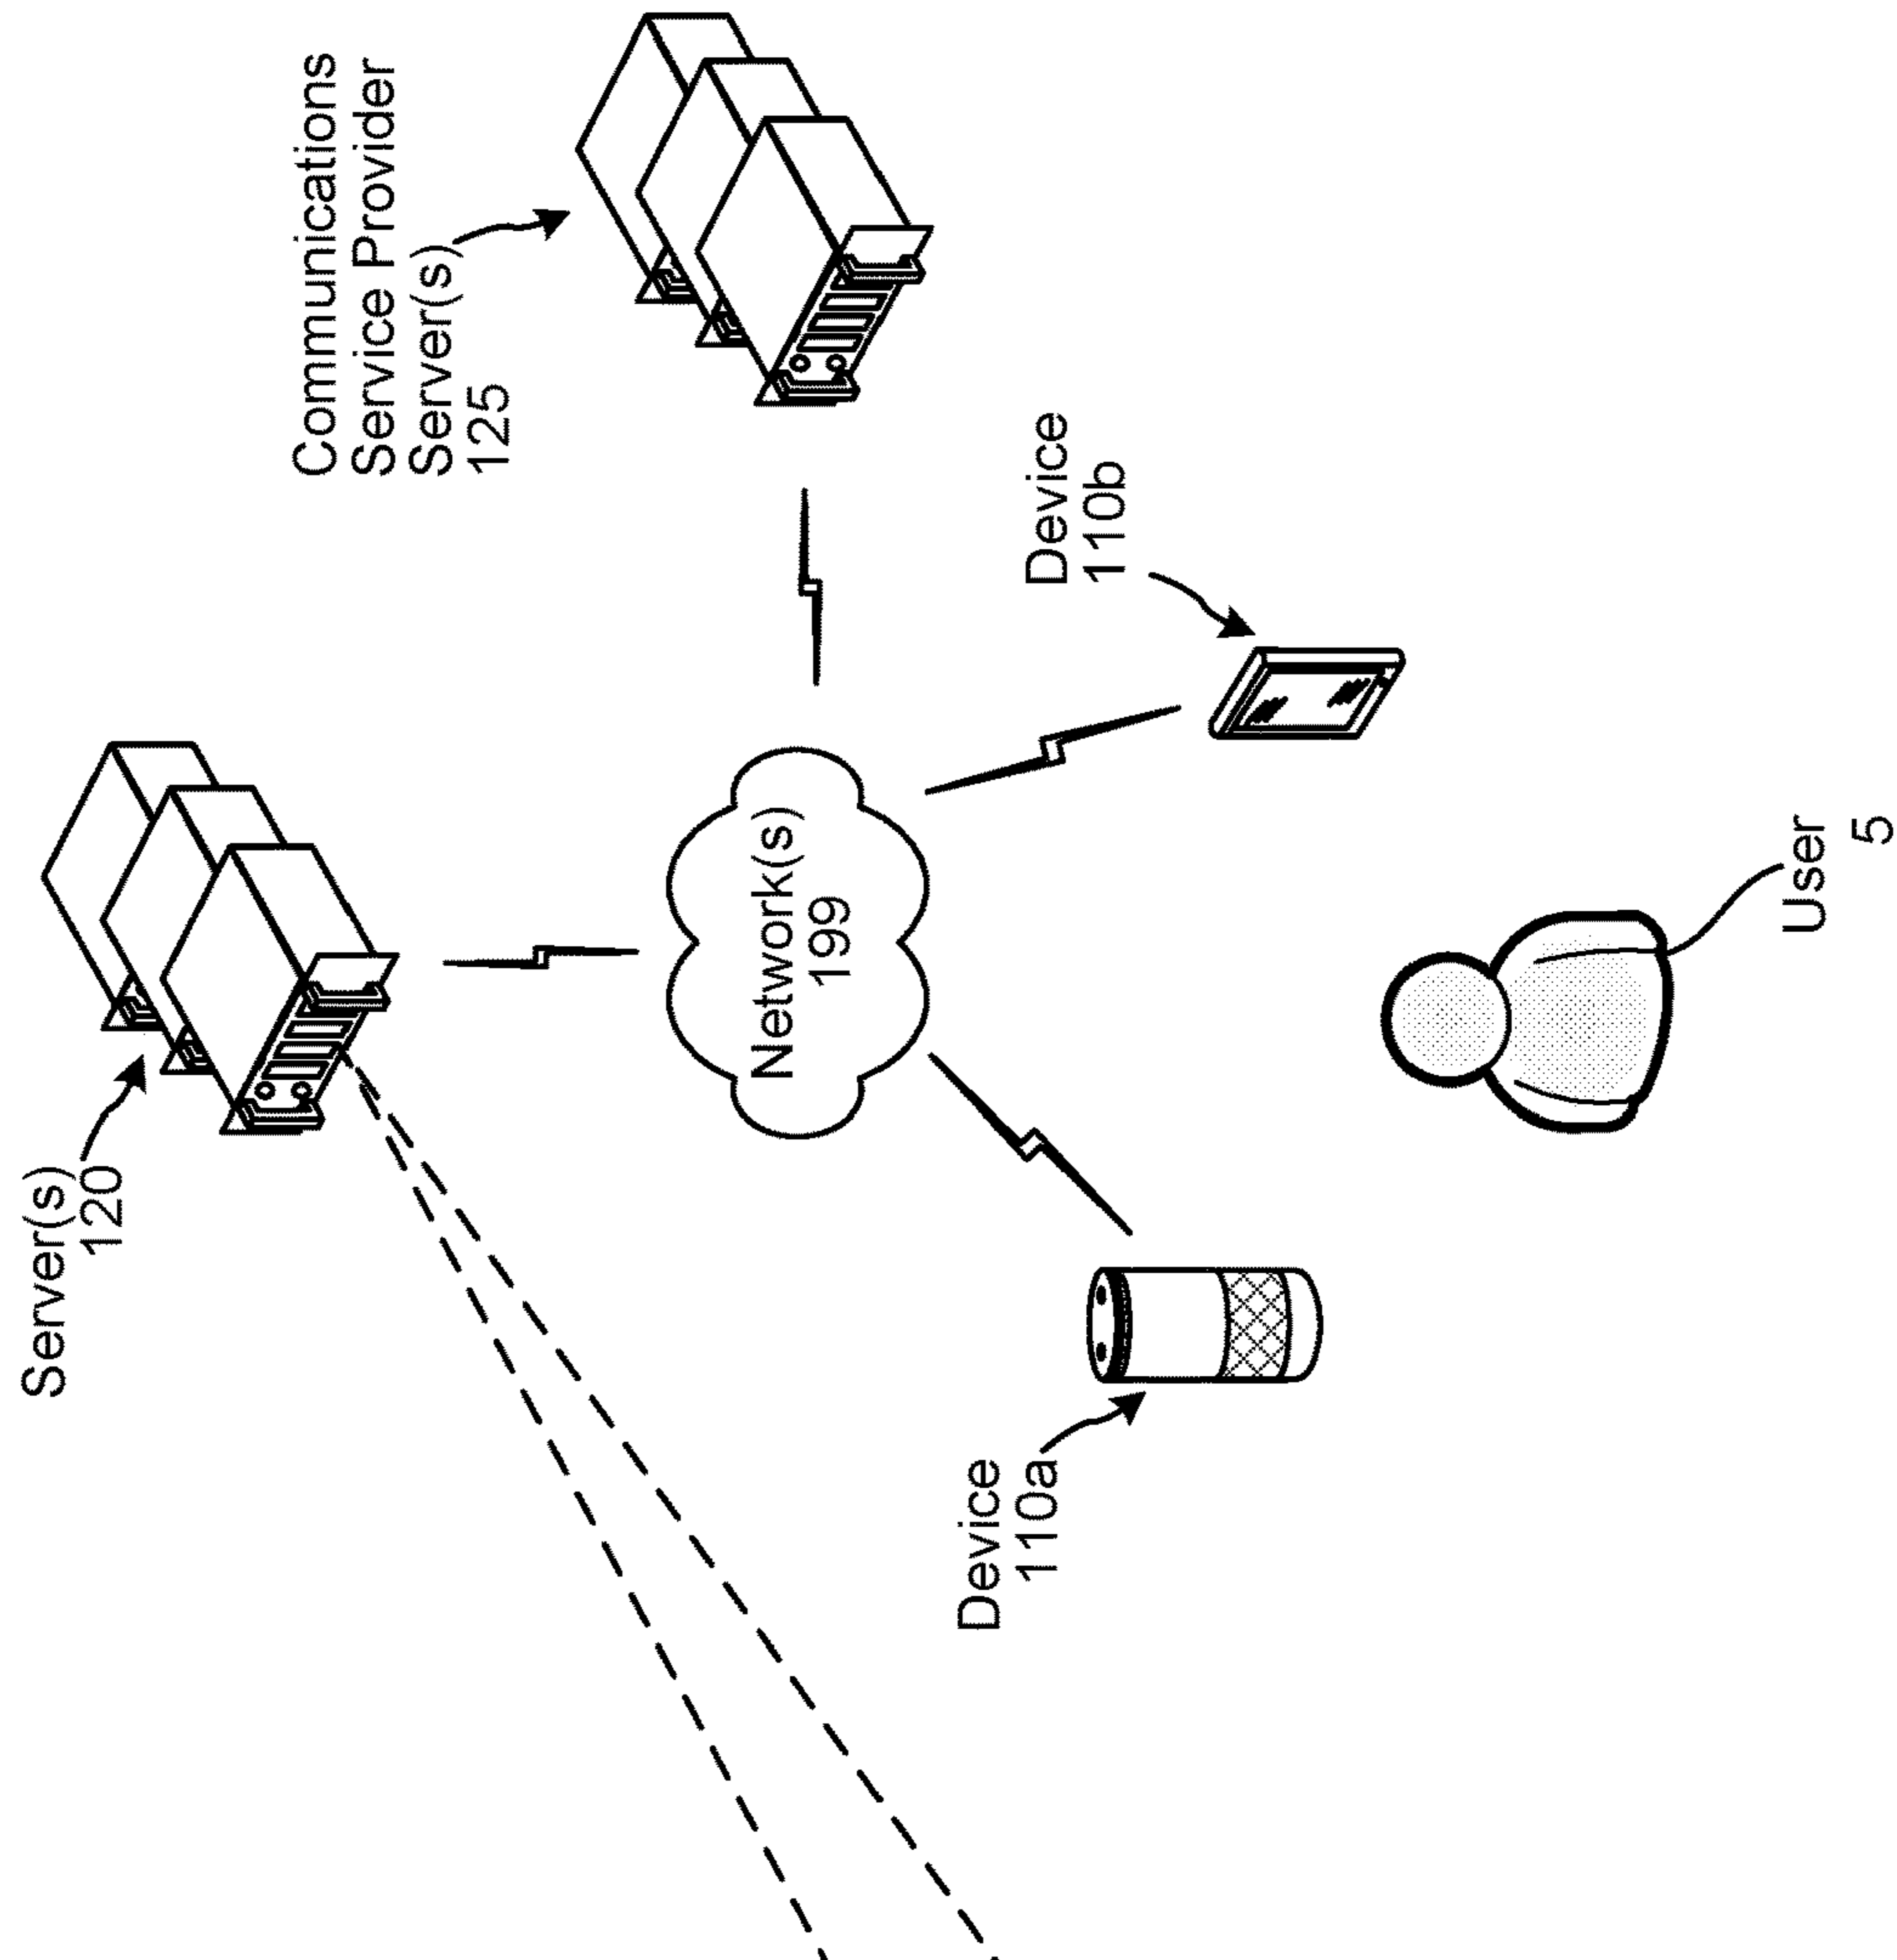 Server(s)
120
Communications
Service Provider
Server(s)
125
Network(s)
199
Device
110a
Device
110b
User
5